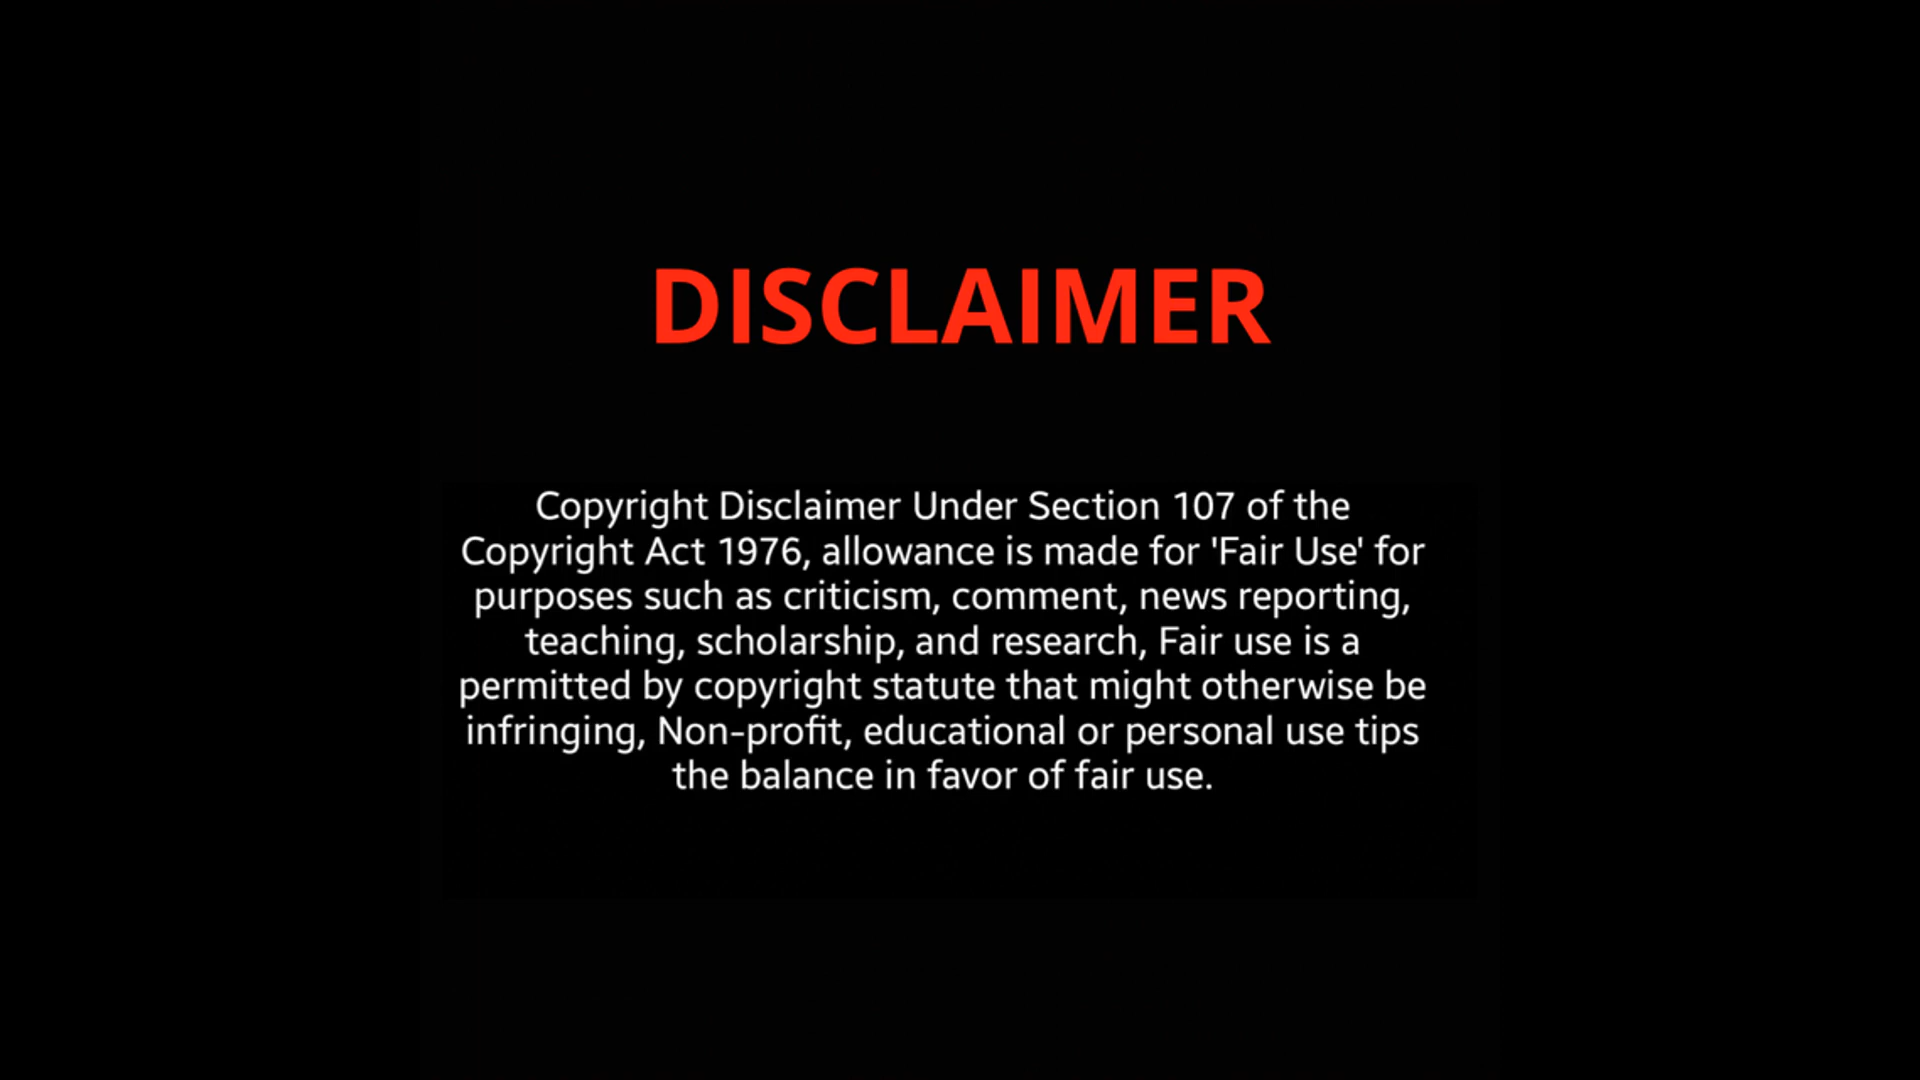 DISCLAIMER
Copyright Disclaimer Under Section 107 of the
Copyright Act 1976, allowance is made for 'Fair Use' for
purposes such as criticism, comment, news reporting,
teaching, scholarship, and research, Fair use is a
permitted by copyright statute that might otherwise be
infringing, Non-profit, educational or personal use tips
the balance in favor of fair use.